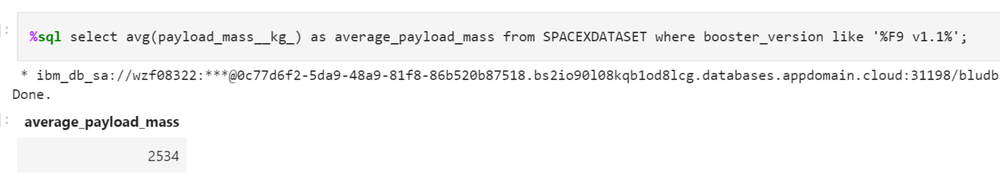 ]:
%sql select avg(payload_mass__kg_) as average_payload_mass from SPACEXDATASET where booster_version like '%F9 v1.1%';
* ibm_db_sa://wzf08322:***@0c77d6f2-5da9-48a9-81f8-86b520b87518.bs2io90l08kqb1od8lcg.databases.appdomain.cloud:31198/bludb
Done.
]:
average_payload_mass
2534